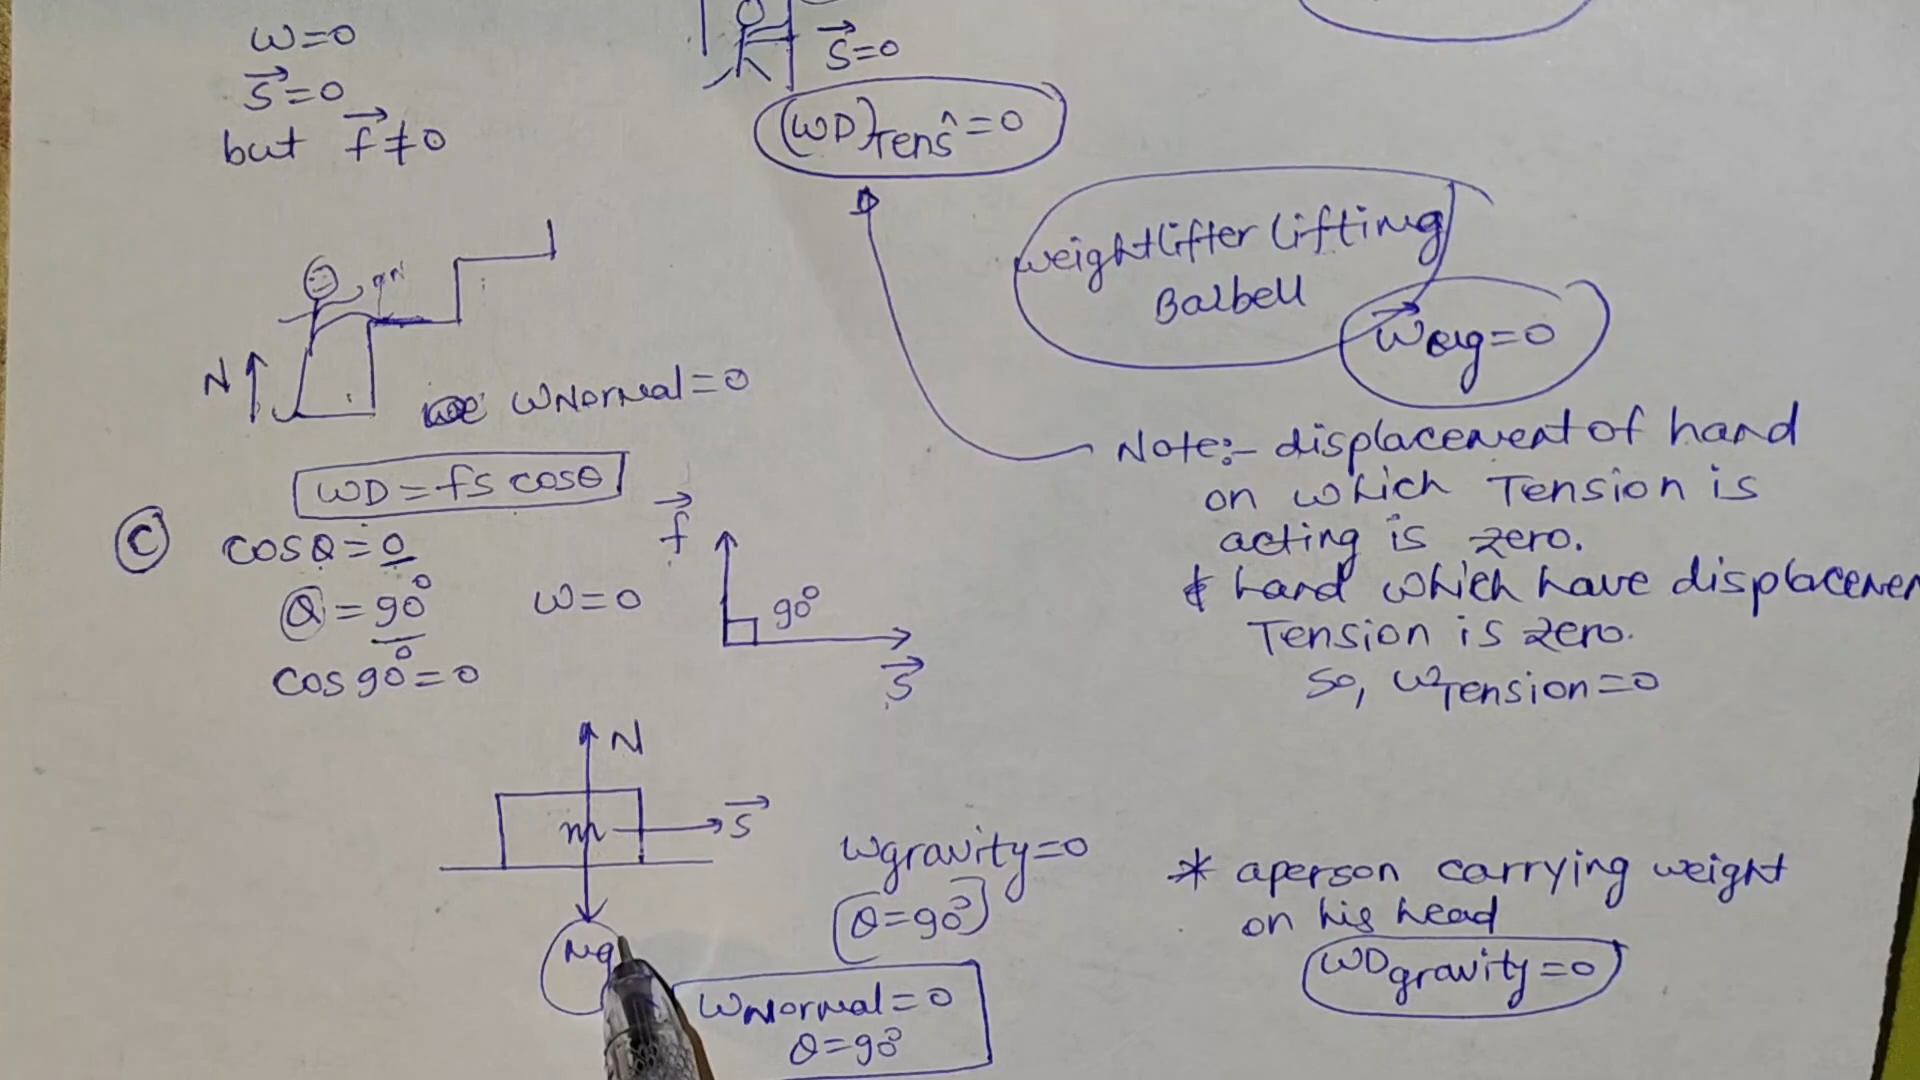 W=0
S=0
but f≠0
S=0
(WD)Tens^n=0
weightlifter lifting
Barbell
=0
N
N
WNormal=0
WD=fs cosθ
Note:- displacement of hand
on which Tension is
acting is zero.
& hand which have displacemen
Tension is zero.
So, WTension=0
C
cosθ=0
θ=90°
cos90°=0
W=0
f
90°
S
N
m
S
Mg
Wgravity=0
θ=90°
WNormal=0
θ=90°
* a person carrying weight
on his head
WDgravity=0